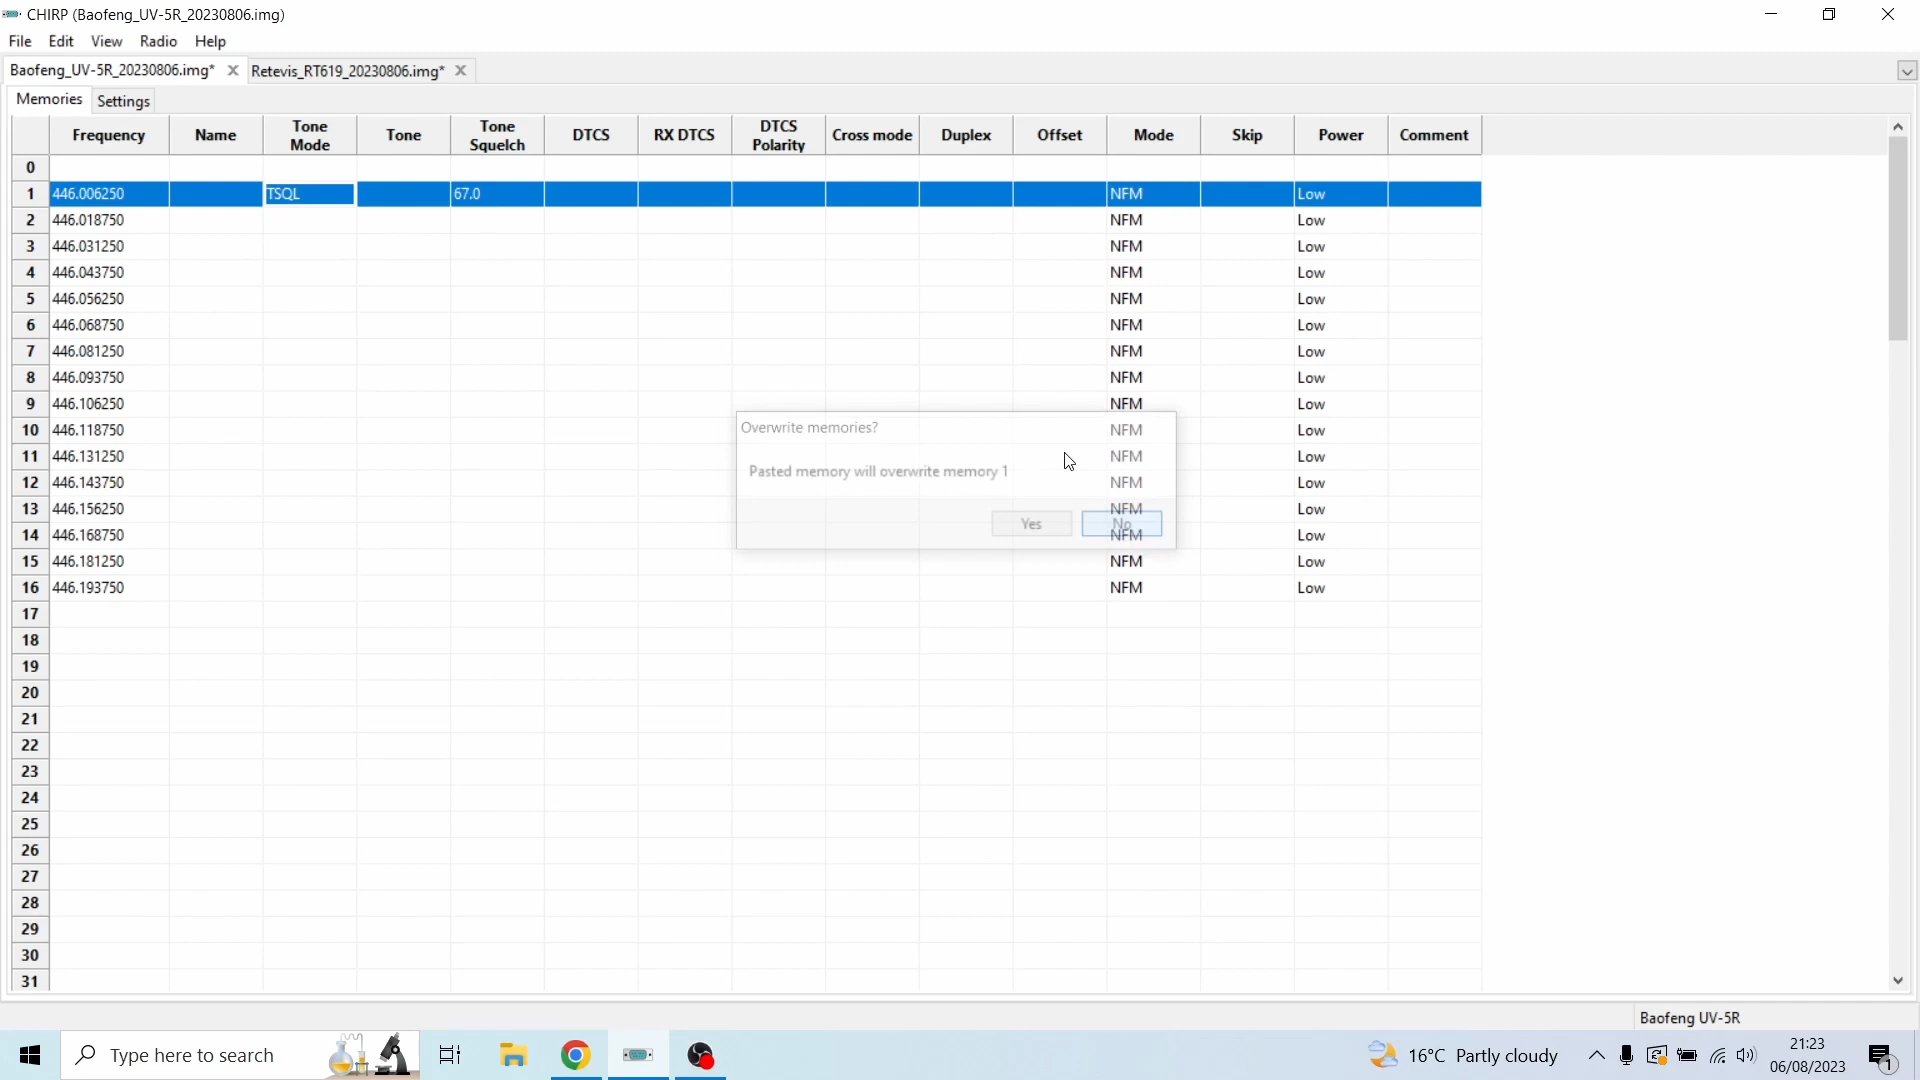 CHIRP (Baofeng_UV-5R_20230806.img)
File Edit View Radio Help
Baofeng_UV-5R_20230806.img* Retevis_RT619_20230806.img*
Memories Settings
Frequency Name Tone Mode Tone Tone Squelch DTCS RX DTCS DTCS Polarity Cross mode Duplex Offset Mode Skip Power Comment
0
1 446.006250 TSQL 67.0 NFM Low
2 446.018750 NFM Low
3 446.031250 NFM Low
4 446.043750 NFM Low
5 446.056250 NFM Low
6 446.068750 NFM Low
7 446.081250 NFM Low
8 446.093750 NFM Low
9 446.106250 NFM Low
10 446.118750 NFM Low
11 446.131250 NFM Low
12 446.143750 NFM Low
13 446.156250 NFM Low
14 446.168750 NFM Low
15 446.181250 NFM Low
16 446.193750 NFM Low
17
18
19
20
21
22
23
24
25
26
27
28
29
30
31
Overwrite memories?
Pasted memory will overwrite memory 1
Yes No
Baofeng UV-5R
Type here to search
16°C Partly cloudy
21:23
06/08/2023
1